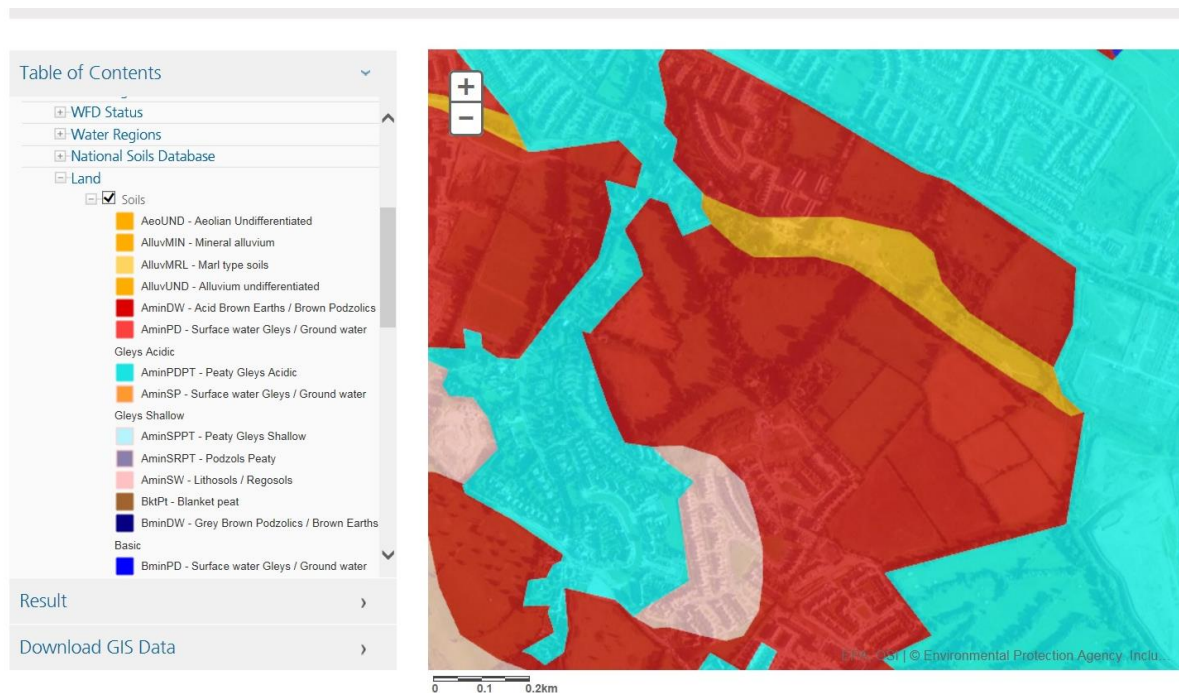 Table of Contents
WFD Status
Water Regions
National Soils Database
Land
Soils
AeoUND - Aeolian Undifferentiated
AlluvMIN - Mineral alluvium
AlluvMRL - Marl type soils
AlluvUND - Alluvium undifferentiated
AminDW - Acid Brown Earths / Brown Podzolics
AminPD - Surface water Gleys / Ground water
Gleys Acidic
AminPDPT - Peaty Gleys Acidic
AminSP - Surface water Gleys / Ground water
Gleys Shallow
AminSPPT - Peaty Gleys Shallow
AminSRPT - Podzols Peaty
AminSW - Lithosols / Regosols
BktPt - Blanket peat
BminDW - Grey Brown Podzolics / Brown Earths
Basic
BminPD - Surface water Gleys / Ground water
Result
Download GIS Data
+
−
| © Environmental Protection Agency Inclu...
0 0.1 0.2km